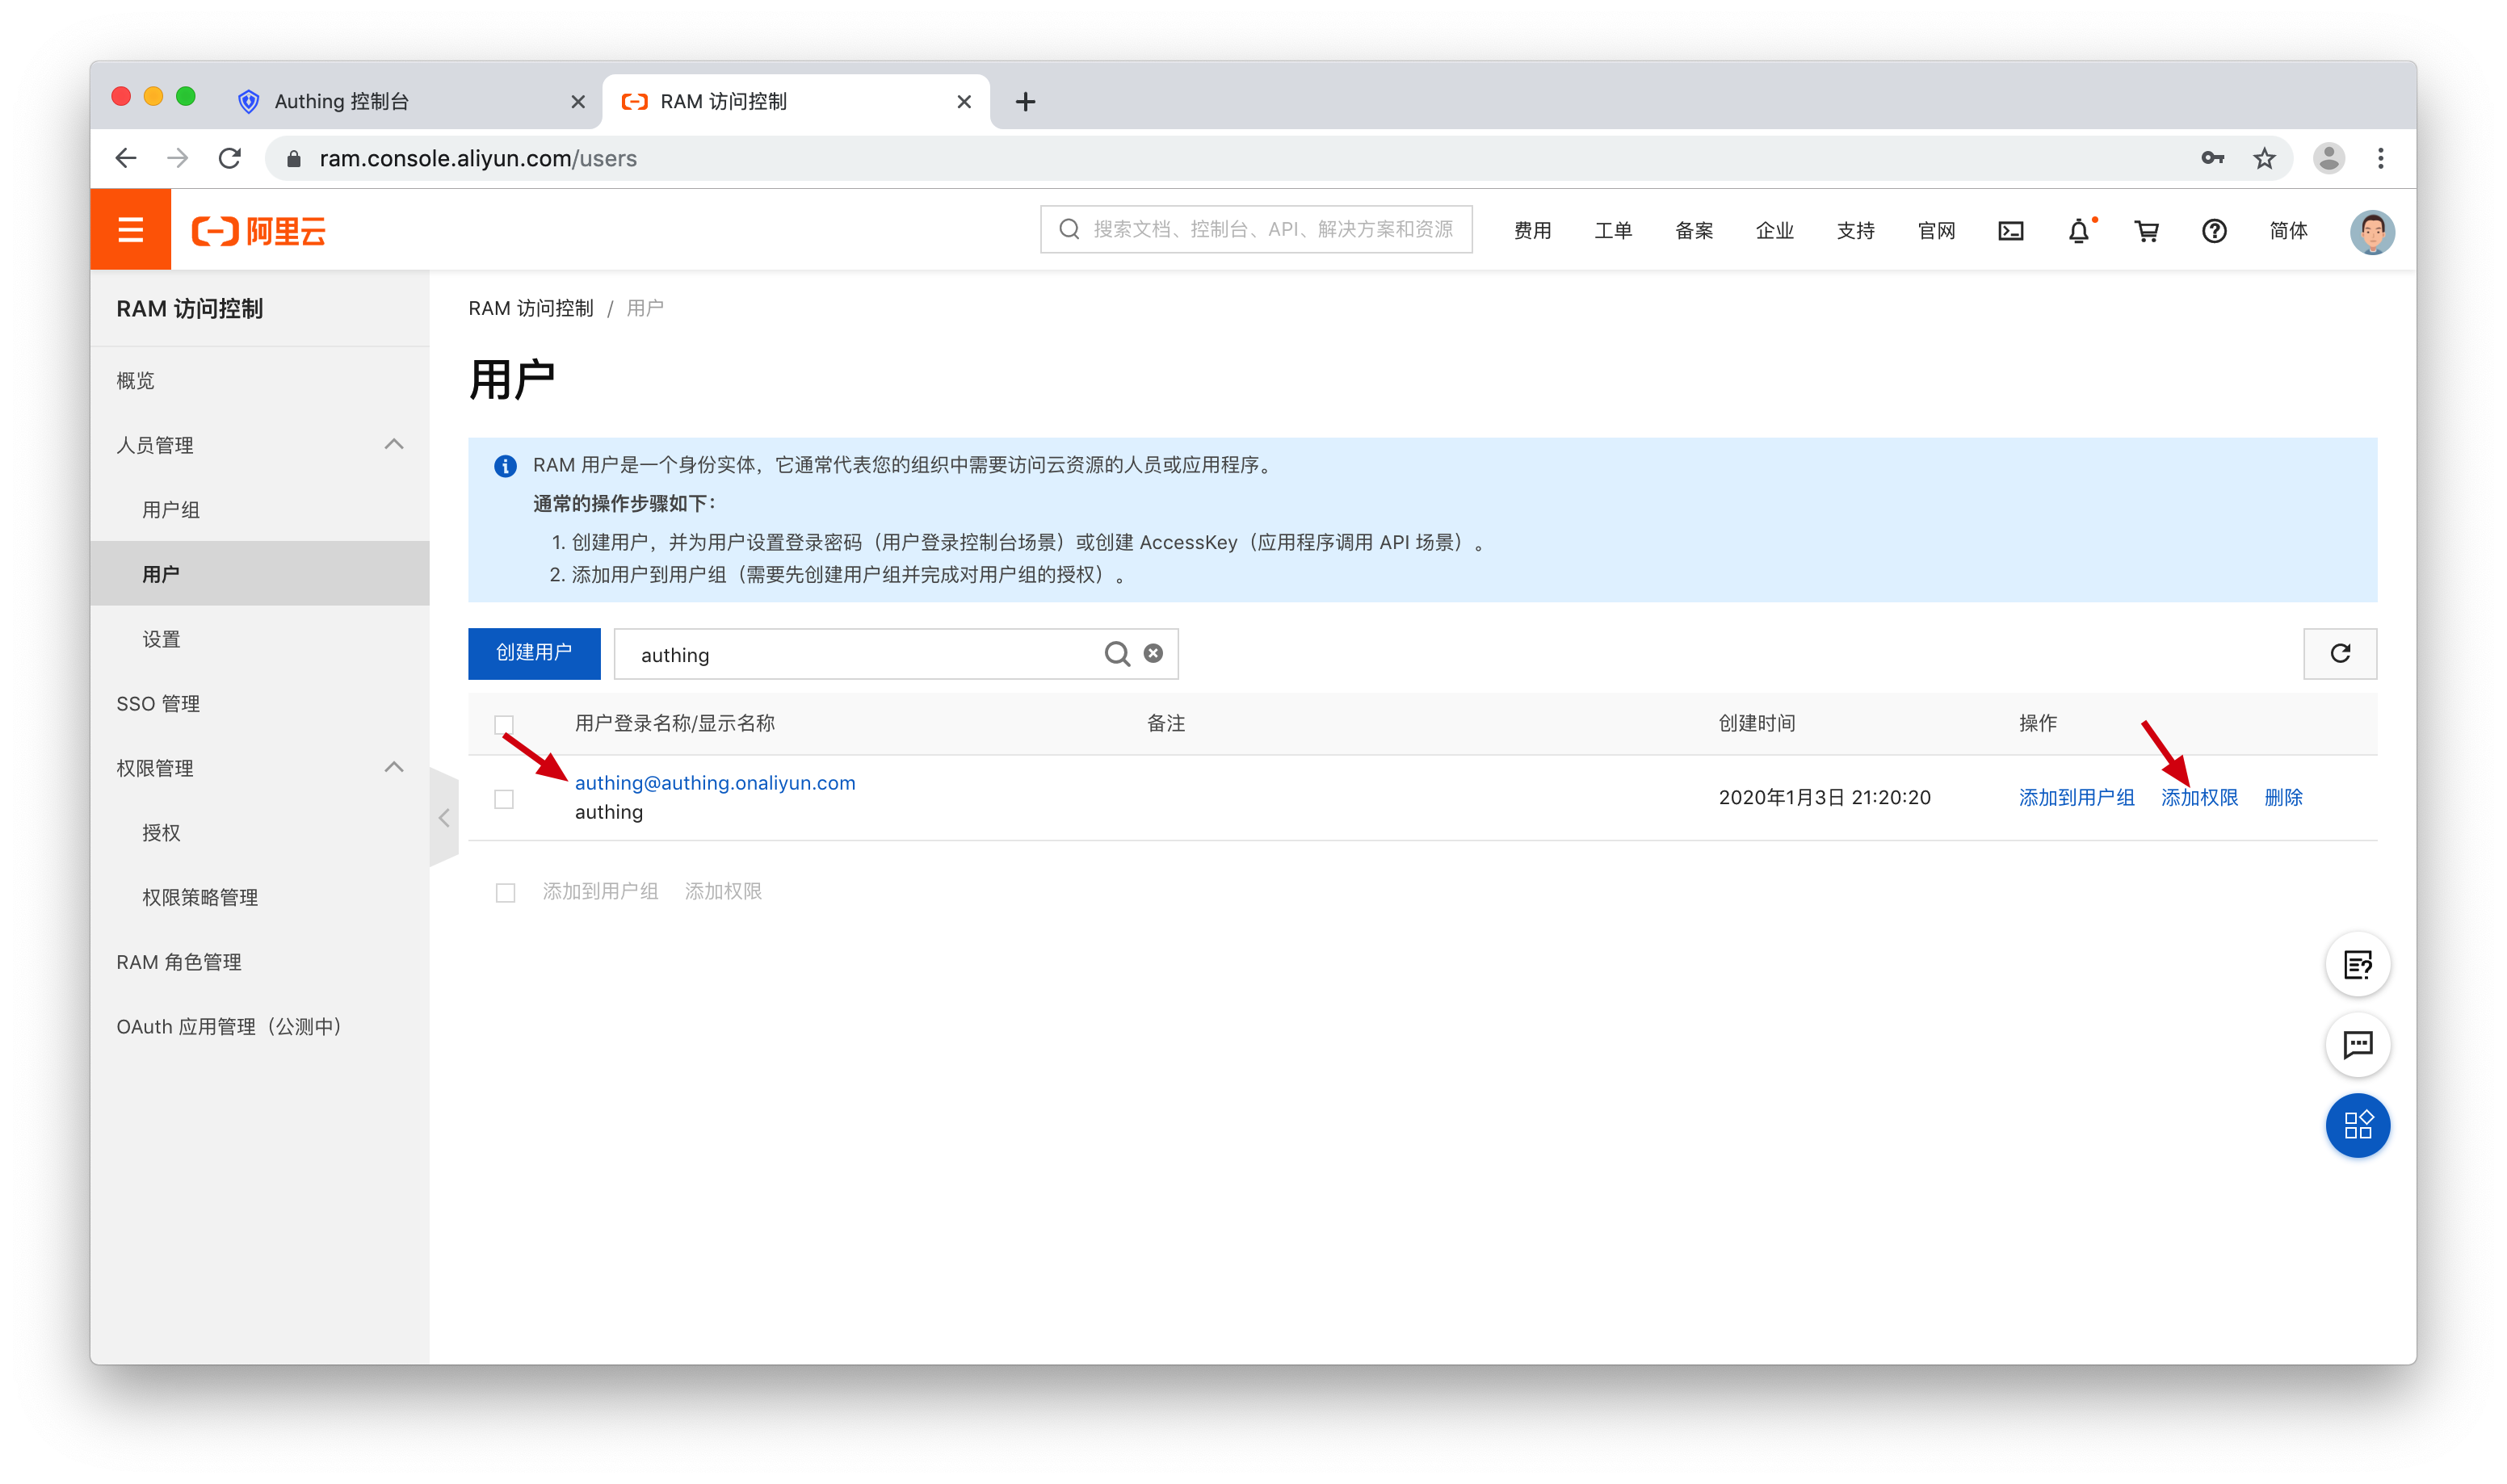 Authing 控制台
RAM 访问控制
ram.console.aliyun.com/users
阿里云
搜索文档、控制台、API、解决方案和资源
费用
工单
备案
企业
支持
官网
简体
RAM 访问控制
概览
人员管理
用户组
用户
设置
SSO 管理
权限管理
授权
权限策略管理
RAM 角色管理
OAuth 应用管理（公测中）
RAM 访问控制 / 用户
用户
RAM 用户是一个身份实体，它通常代表您的组织中需要访问云资源的人员或应用程序。
通常的操作步骤如下：
1. 创建用户，并为用户设置登录密码（用户登录控制台场景）或创建 AccessKey（应用程序调用 API 场景）。
2. 添加用户到用户组（需要先创建用户组并完成对用户组的授权）。
创建用户
authing
用户登录名称/显示名称 备注 创建时间 操作
authing@authing.onaliyun.com
authing
2020年1月3日 21:20:20
添加到用户组 添加权限 删除
添加到用户组 添加权限